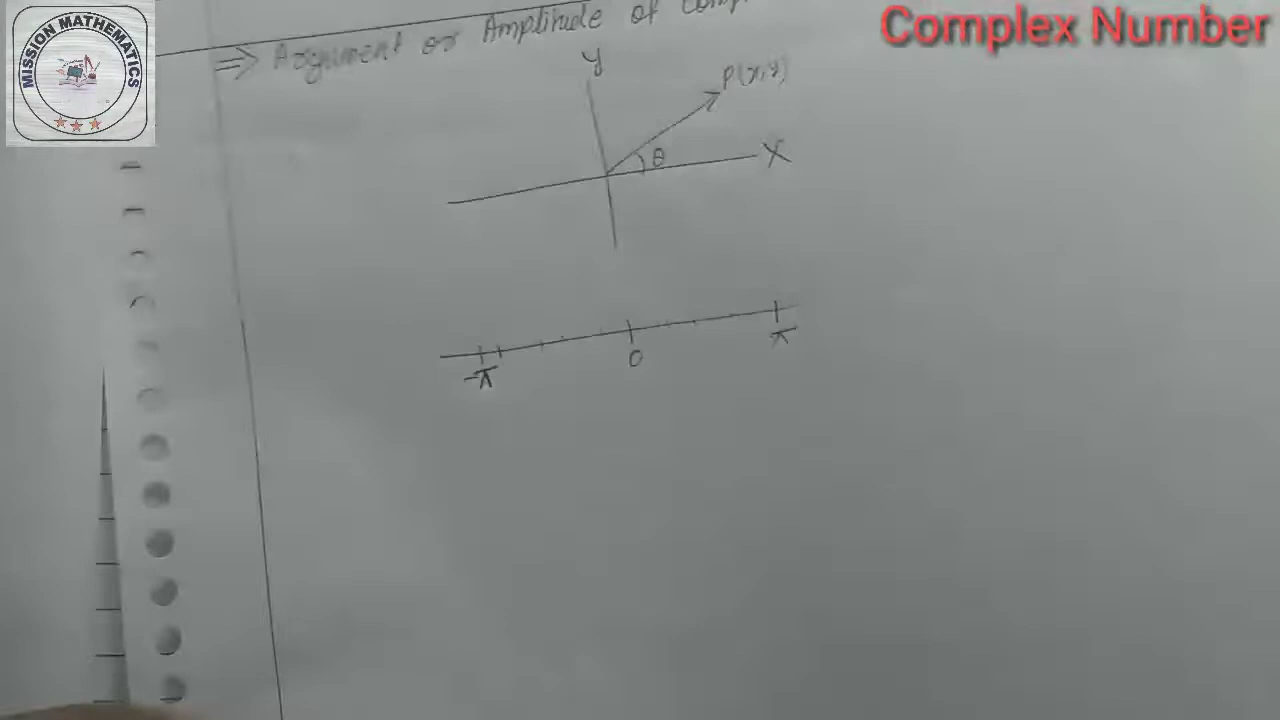 MISSION MATHEMATICS
Complex Number
⇒ Argument or Amplitude of
y
P(x,y)
θ
X
-π
0
π